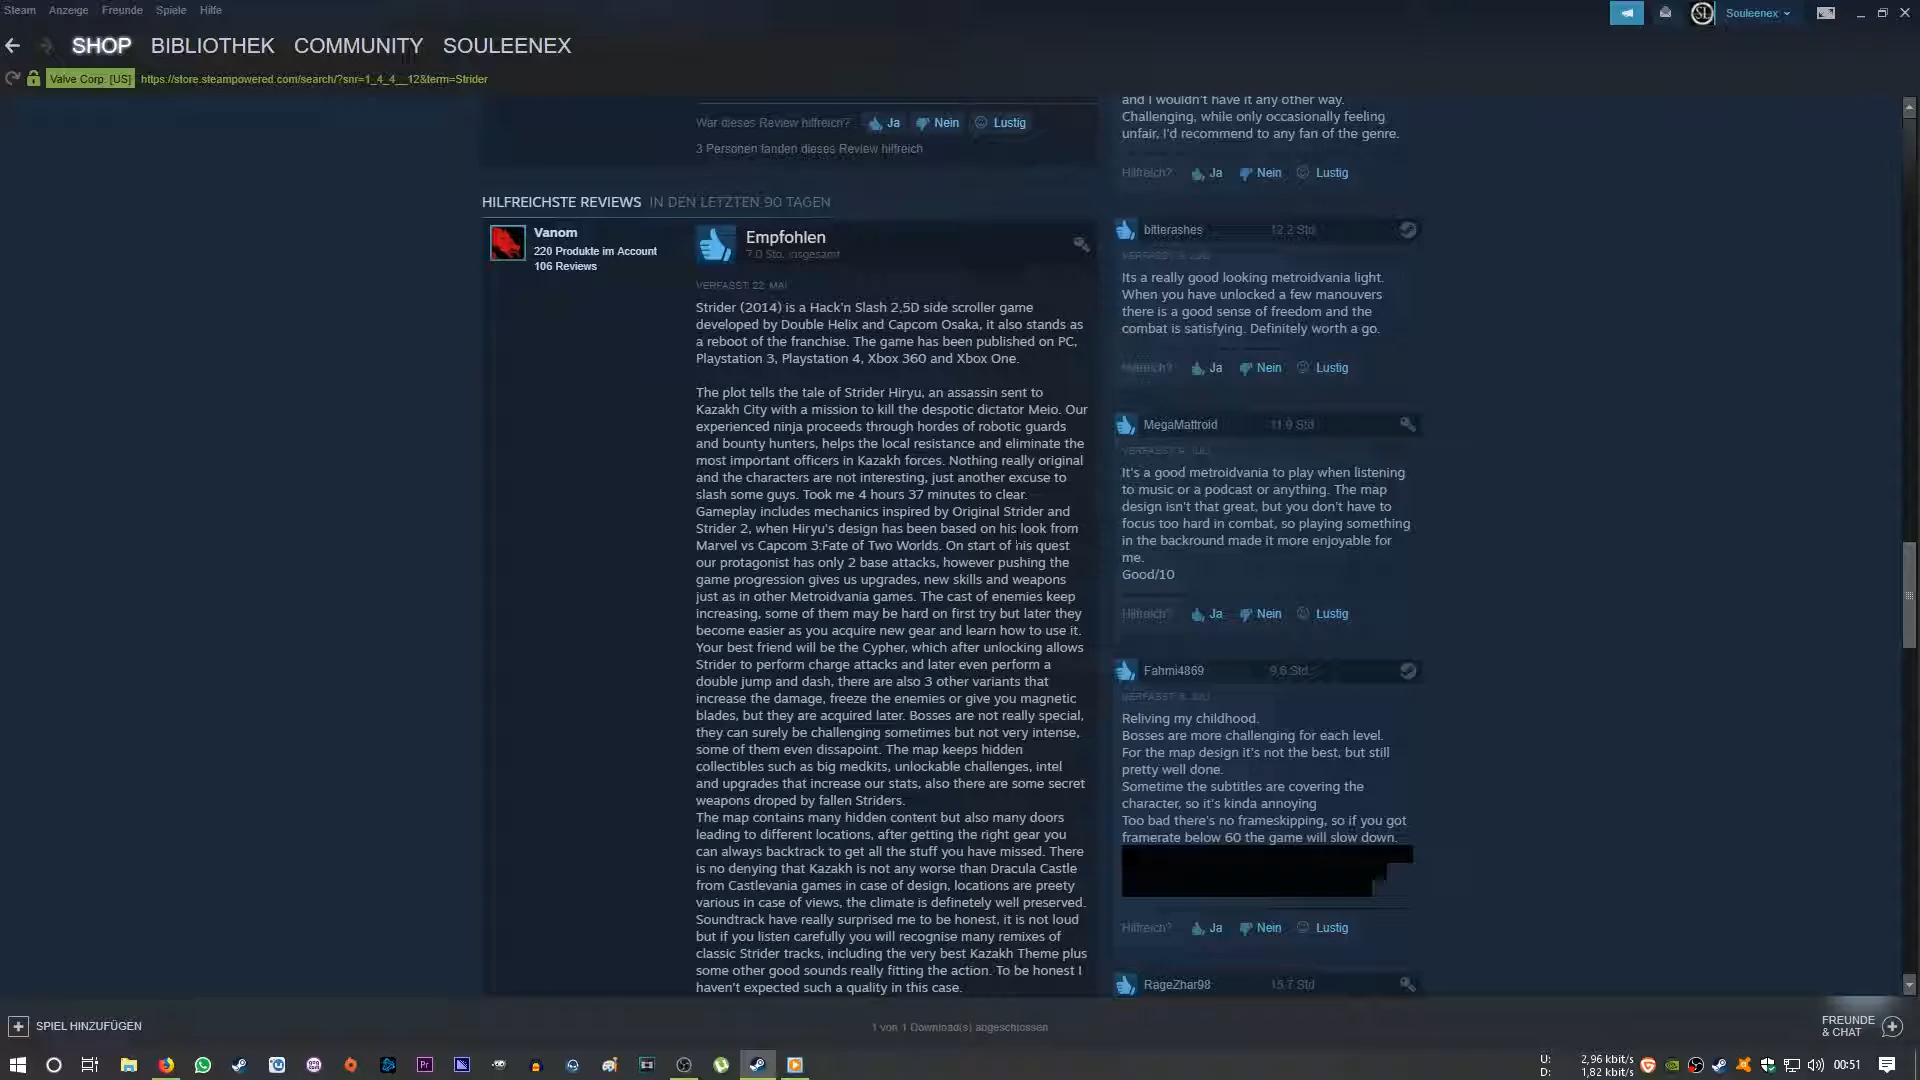 Steam Anzeige Freunde Spiele Hilfe
Souleenex
SHOP BIBLIOTHEK COMMUNITY SOULEENEX
Valve Corp. [US] https://store.steampowered.com/search/?snr=1_4_4__12&term=Strider
War dieses Review hilfreich? Ja Nein Lustig
3 Personen fanden dieses Review hilfreich
HILFREICHSTE REVIEWS IN DEN LETZTEN 90 TAGEN
Vanom
220 Produkte im Account
106 Reviews
Empfohlen
7.0 Std. insgesamt
VERFASST: 22. MAI
Strider (2014) is a Hack'n Slash 2,5D side scroller game
developed by Double Helix and Capcom Osaka, it also stands as
a reboot of the franchise. The game has been published on PC,
Playstation 3, Playstation 4, Xbox 360 and Xbox One.
The plot tells the tale of Strider Hiryu, an assassin sent to
Kazakh City with a mission to kill the despotic dictator Meio. Our
experienced ninja proceeds through hordes of robotic guards
and bounty hunters, helps the local resistance and eliminate the
most important officers in Kazakh forces. Nothing really original
and the characters are not interesting, just another excuse to
slash some guys. Took me 4 hours 37 minutes to clear.
Gameplay includes mechanics inspired by Original Strider and
Strider 2, when Hiryu's design has been based on his look from
Marvel vs Capcom 3:Fate of Two Worlds. On start of his quest
our protagonist has only 2 base attacks, however pushing the
game progression gives us upgrades, new skills and weapons
just as in other Metroidvania games. The cast of enemies keep
increasing, some of them may be hard on first try but later they
become easier as you acquire new gear and learn how to use it.
Your best friend will be the Cypher, which after unlocking allows
Strider to perform charge attacks and later even perform a
double jump and dash, there are also 3 other variants that
increase the damage, freeze the enemies or give you magnetic
blades, but they are acquired later. Bosses are not really special,
they can surely be challenging sometimes but not very intense,
some of them even dissapoint. The map keeps hidden
collectibles such as big medkits, unlockable challenges, intel
and upgrades that increase our stats, also there are some secret
weapons droped by fallen Striders.
The map contains many hidden content but also many doors
leading to different locations, after getting the right gear you
can always backtrack to get all the stuff you have missed. There
is no denying that Kazakh is not any worse than Dracula Castle
from Castlevania games in case of design, locations are preety
various in case of views, the climate is definetely well preserved.
Soundtrack have really surprised me to be honest, it is not loud
but if you listen carefully you will recognise many remixes of
classic Strider tracks, including the very best Kazakh Theme plus
some other good sounds really fitting the action. To be honest I
haven't expected such a quality in this case.
and I wouldn't have it any other way.
Challenging, while only occasionally feeling
unfair, I'd recommend to any fan of the genre.
Hilfreich? Ja Nein Lustig
bitterashes 12.2 Std.
Its a really good looking metroidvania light.
When you have unlocked a few manouvers
there is a good sense of freedom and the
combat is satisfying. Definitely worth a go.
Hilfreich? Ja Nein Lustig
MegaMattroid 11.9 Std.
It's a good metroidvania to play when listening
to music or a podcast or anything. The map
design isn't that great, but you don't have to
focus too hard in combat, so playing something
in the backround made it more enjoyable for
me.
Good/10
Hilfreich? Ja Nein Lustig
Fahmi4869 9.6 Std.
Reliving my childhood.
Bosses are more challenging for each level.
For the map design it's not the best, but still
pretty well done.
Sometime the subtitles are covering the
character, so it's kinda annoying
Too bad there's no frameskipping, so if you got
framerate below 60 the game will slow down.
Hilfreich? Ja Nein Lustig
RageZhar98 15.7 Std.
SPIEL HINZUFÜGEN
1 von 1 Download(s) abgeschlossen
FREUNDE
& CHAT
U: 2,96 kbit/s
D: 1,82 kbit/s
00:51